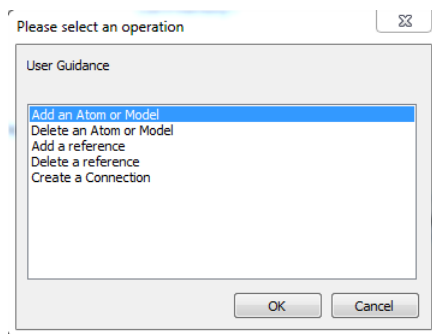 Please select an operation
User Guidance
Add an Atom or Model
Delete an Atom or Model
Add a reference
Delete a reference
Create a Connection
OK Cancel